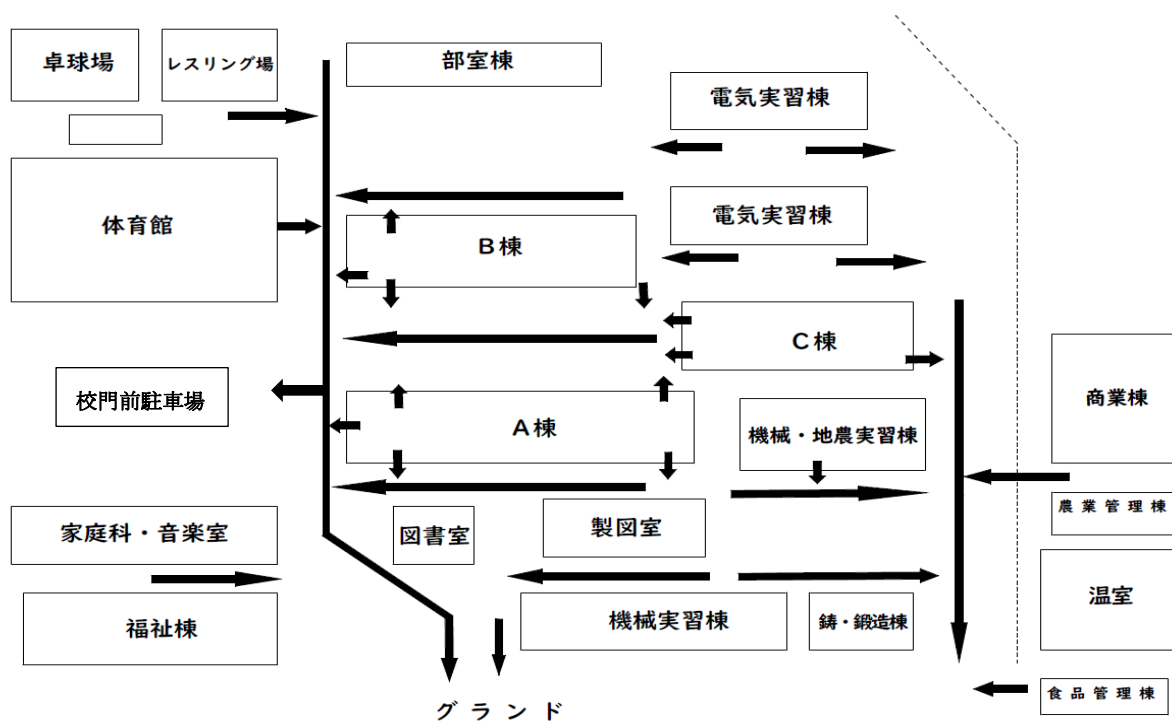 卓球場
レスリング場
部室棟
電気実習棟
体育館
電気実習棟
B棟
C棟
校門前駐車場
商業棟
A棟
機械・地農実習棟
農業管理棟
家庭科・音楽室
図書室
製図室
温室
福祉棟
機械実習棟
鋳・鍛造棟
食品管理棟
グランド